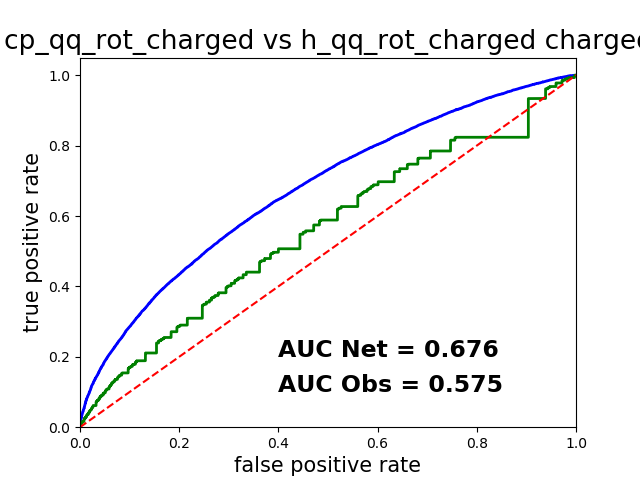 cp_qq_rot_charged vs h_qq_rot_charged charged
1.0
0.8
0.6
0.4
0.2
0.0
true positive rate
AUC Net = 0.676
AUC Obs = 0.575
0.0 0.2 0.4 0.6 0.8 1.0
false positive rate